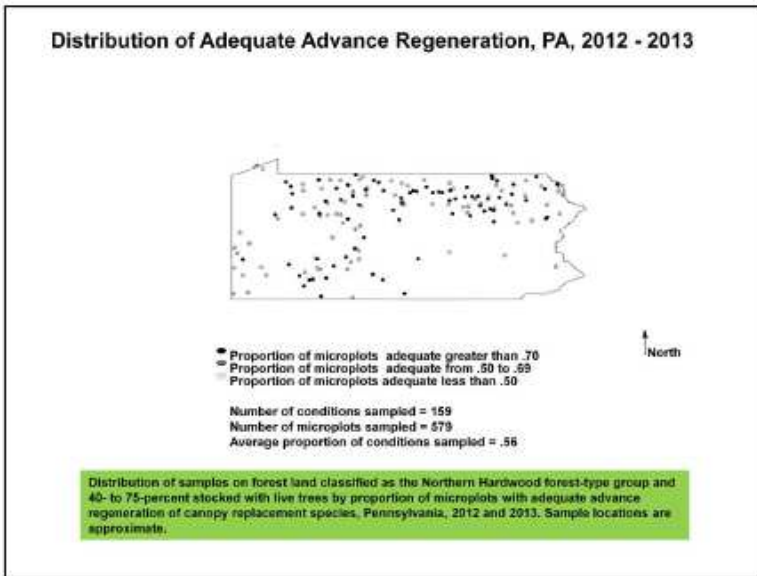 Distribution of Adequate Advance Regeneration, PA, 2012 - 2013
Proportion of microplots adequate greater than .70
Proportion of microplots adequate from .50 to .69
Proportion of microplots adequate less than .50
North
Number of conditions sampled = 159
Number of microplots sampled = 579
Average proportion of conditions sampled = .56
Distribution of samples on forest land classified as the Northern Hardwood forest-type group and
40- to 75-percent stocked with live trees by proportion of microplots with adequate advance
regeneration of canopy replacement species, Pennsylvania, 2012 and 2013. Sample locations are
approximate.